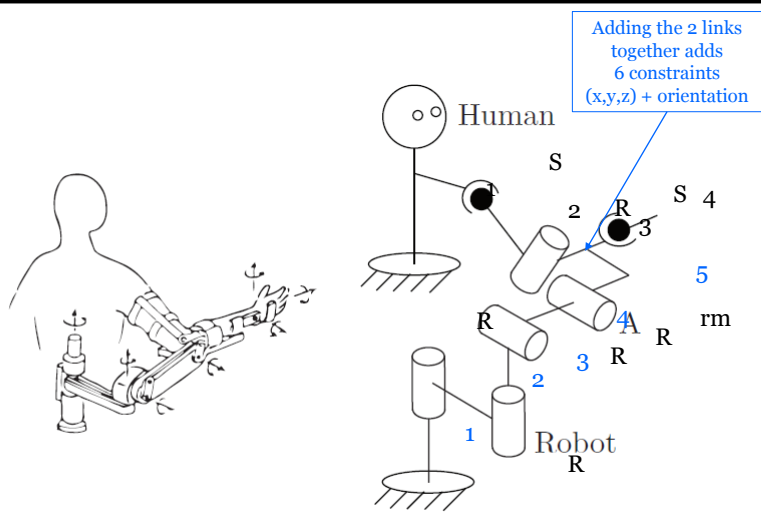 Adding the 2 links
together adds
6 constraints
(x,y,z) + orientation
Human
S
1
2
R
S 4
3
5
R
4
A
rm
R
R
3
2
1
Robot
R